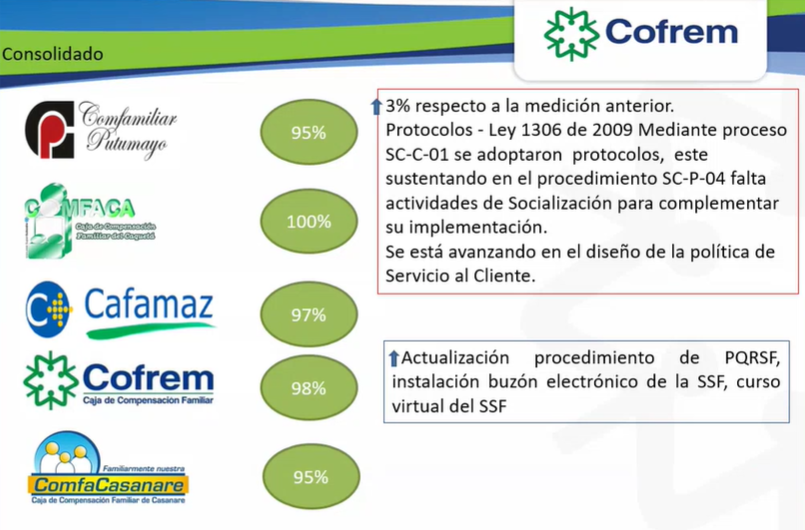 Consolidado
Cofrem
Comfamiliar
Putumayo
95%
3% respecto a la medición anterior.
Protocolos - Ley 1306 de 2009 Mediante proceso
SC-C-01 se adoptaron protocolos, este
sustentando en el procedimiento SC-P-04 falta
actividades de Socialización para complementar
su implementación.
Se está avanzando en el diseño de la política de
Servicio al Cliente.
COMFACA
Caja de Compensación
Familiar del Caquetá
100%
Cafamaz
97%
Cofrem
Caja de Compensación Familiar
98%
Actualización procedimiento de PQRSF,
instalación buzón electrónico de la SSF, curso
virtual del SSF
Familiarmente nuestra
ComfaCasanare
Caja de Compensación Familiar de Casanare
95%